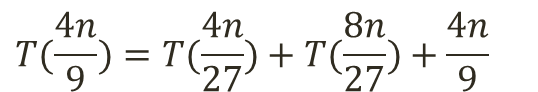 T(4n/9) = T(4n/27) + T(8n/27) + 4n/9